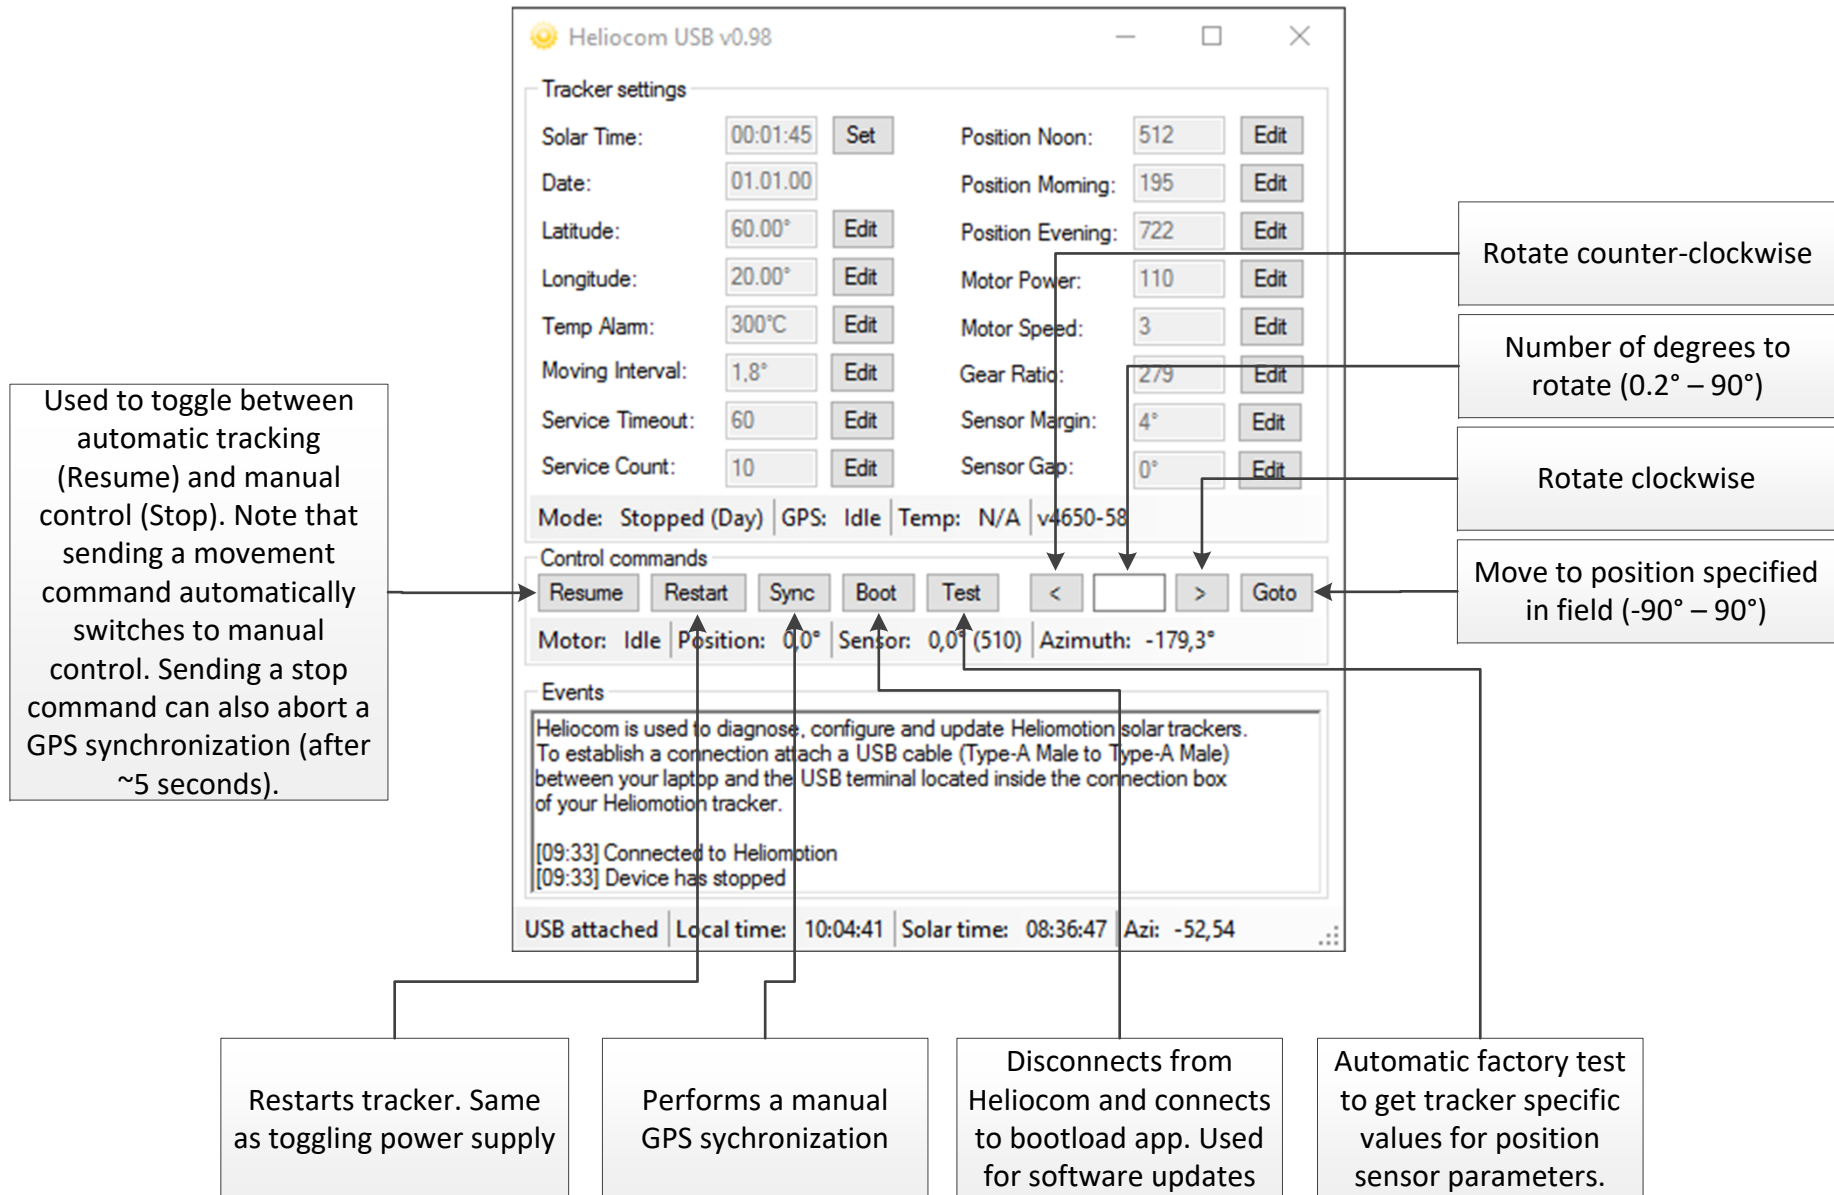 Heliocom USB v0.98
Tracker settings
Solar Time: 00:01:45 Set
Date: 01.01.00
Latitude: 60.00° Edit
Longitude: 20.00° Edit
Temp Alarm: 300°C Edit
Moving Interval: 1,8° Edit
Service Timeout: 60 Edit
Service Count: 10 Edit
Position Noon: 512 Edit
Position Morning: 195 Edit
Position Evening: 722 Edit
Motor Power: 110 Edit
Motor Speed: 3 Edit
Gear Ratio: 279 Edit
Sensor Margin: 4° Edit
Sensor Gap: 0° Edit
Mode: Stopped (Day) GPS: Idle Temp: N/A v4650-58
Control commands
Resume Restart Sync Boot Test < > Goto
Motor: Idle Position: 0,0° Sensor: 0,0° (510) Azimuth: -179,3°
Events
Heliocom is used to diagnose, configure and update Heliomotion solar trackers.
To establish a connection attach a USB cable (Type-A Male to Type-A Male)
between your laptop and the USB terminal located inside the connection box
of your Heliomotion tracker.
[09:33] Connected to Heliomotion
[09:33] Device has stopped
USB attached Local time: 10:04:41 Solar time: 08:36:47 Azi: -52,54
Used to toggle between
automatic tracking
(Resume) and manual
control (Stop). Note that
sending a movement
command automatically
switches to manual
control. Sending a stop
command can also abort a
GPS synchronization (after
~5 seconds).
Rotate counter-clockwise
Number of degrees to
rotate (0.2° – 90°)
Rotate clockwise
Move to position specified
in field (-90° – 90°)
Restarts tracker. Same
as toggling power supply
Performs a manual
GPS sychronization
Disconnects from
Heliocom and connects
to bootload app. Used
for software updates
Automatic factory test
to get tracker specific
values for position
sensor parameters.